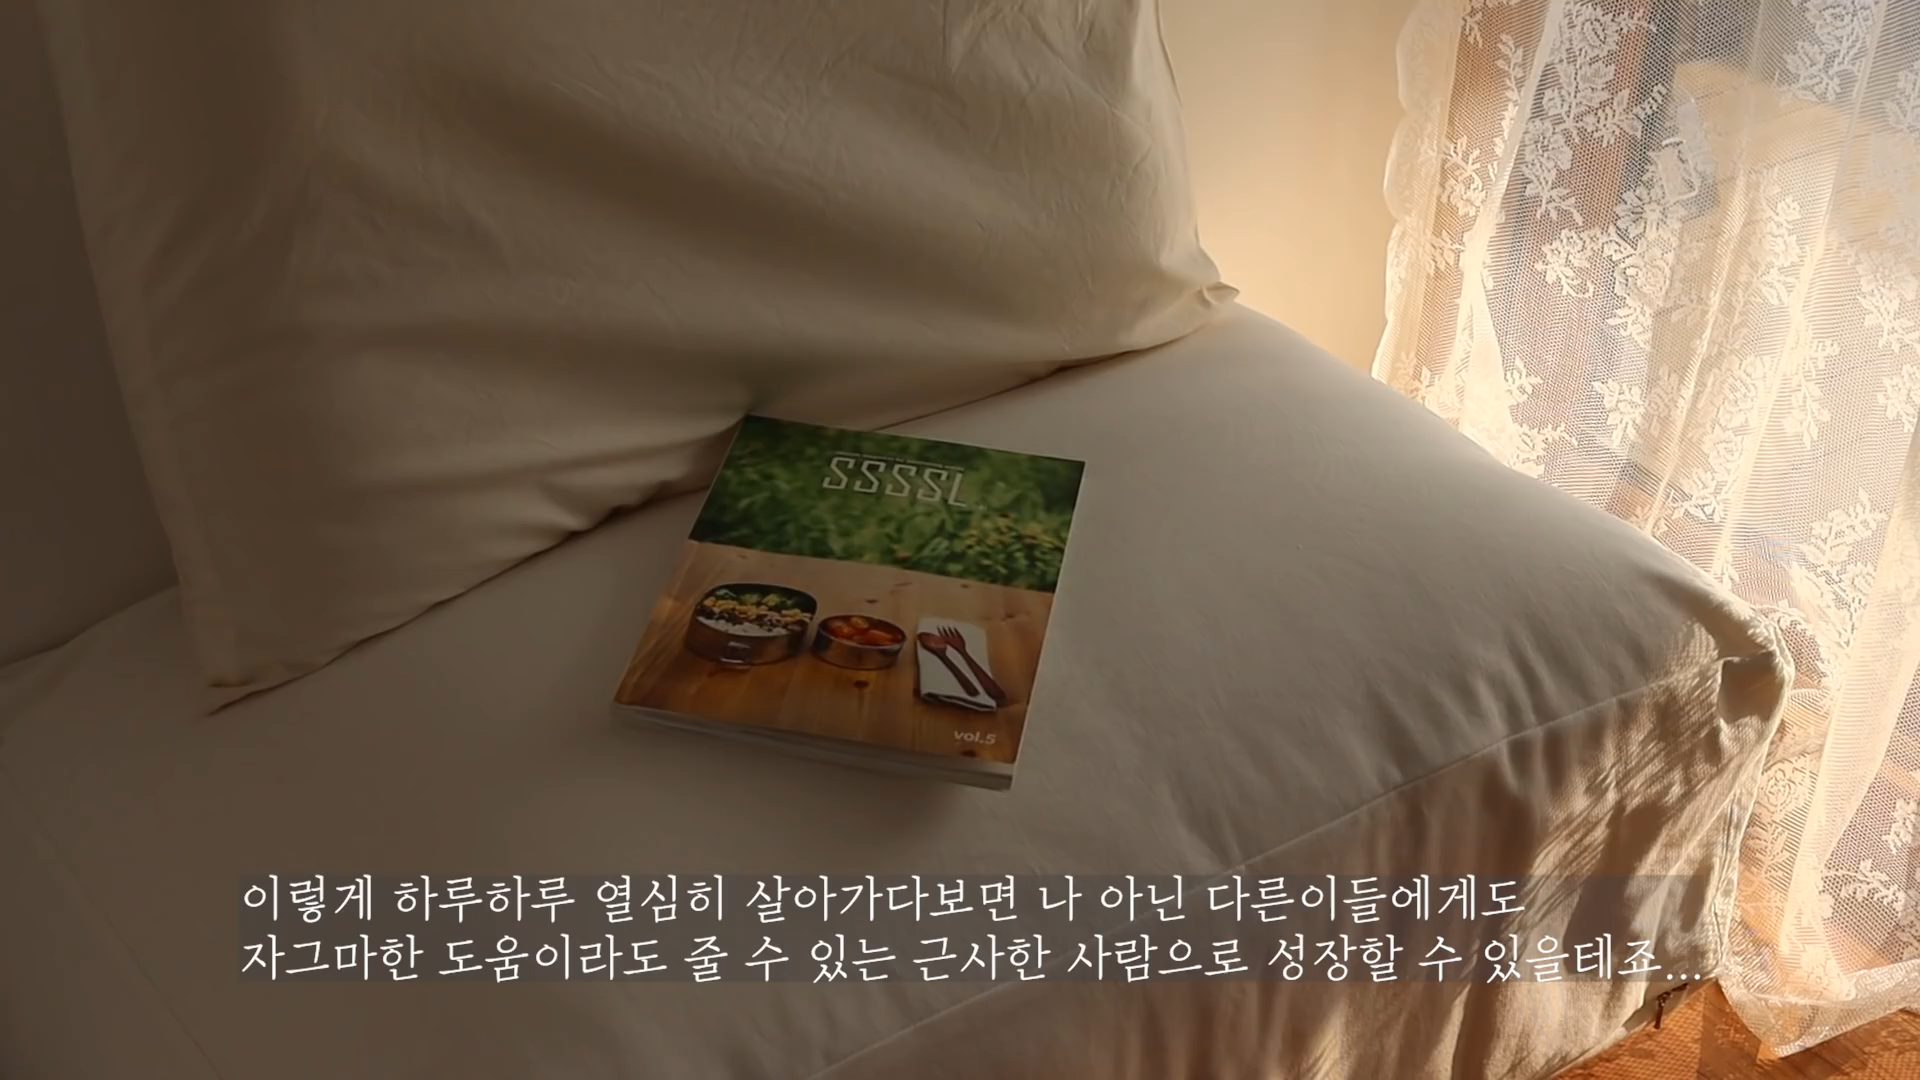 SSSSL
vol.5
이렇게 하루하루 열심히 살아가다보면 나 아닌 다른이들에게도
자그마한 도움이라도 줄 수 있는 근사한 사람으로 성장할 수 있을테죠...